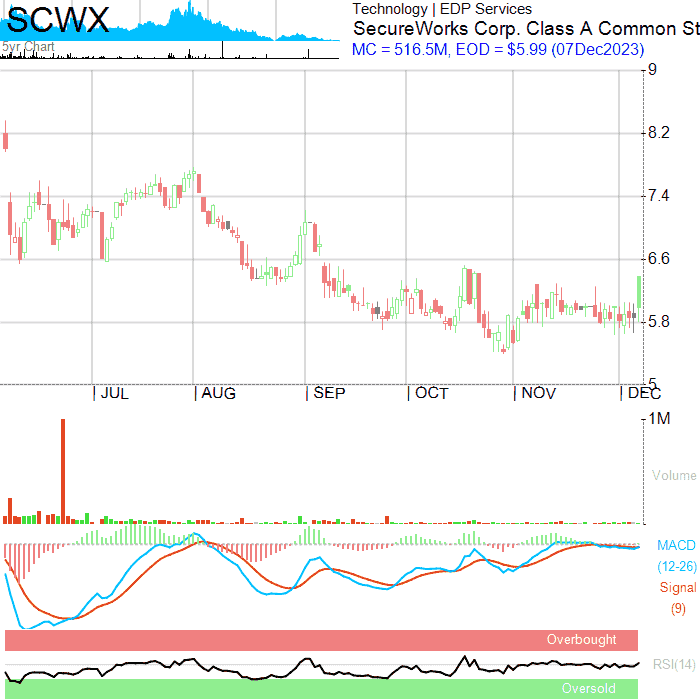 SCWX
5yr Chart
Technology | EDP Services
SecureWorks Corp. Class A Common St
MC = 516.5M, EOD = $5.99 (07Dec2023)
9
8.2
7.4
6.6
5.8
5
JUL AUG SEP OCT NOV DEC
1M
Volume
MACD
(12-26)
Signal
(9)
Overbought
RSI(14)
Oversold